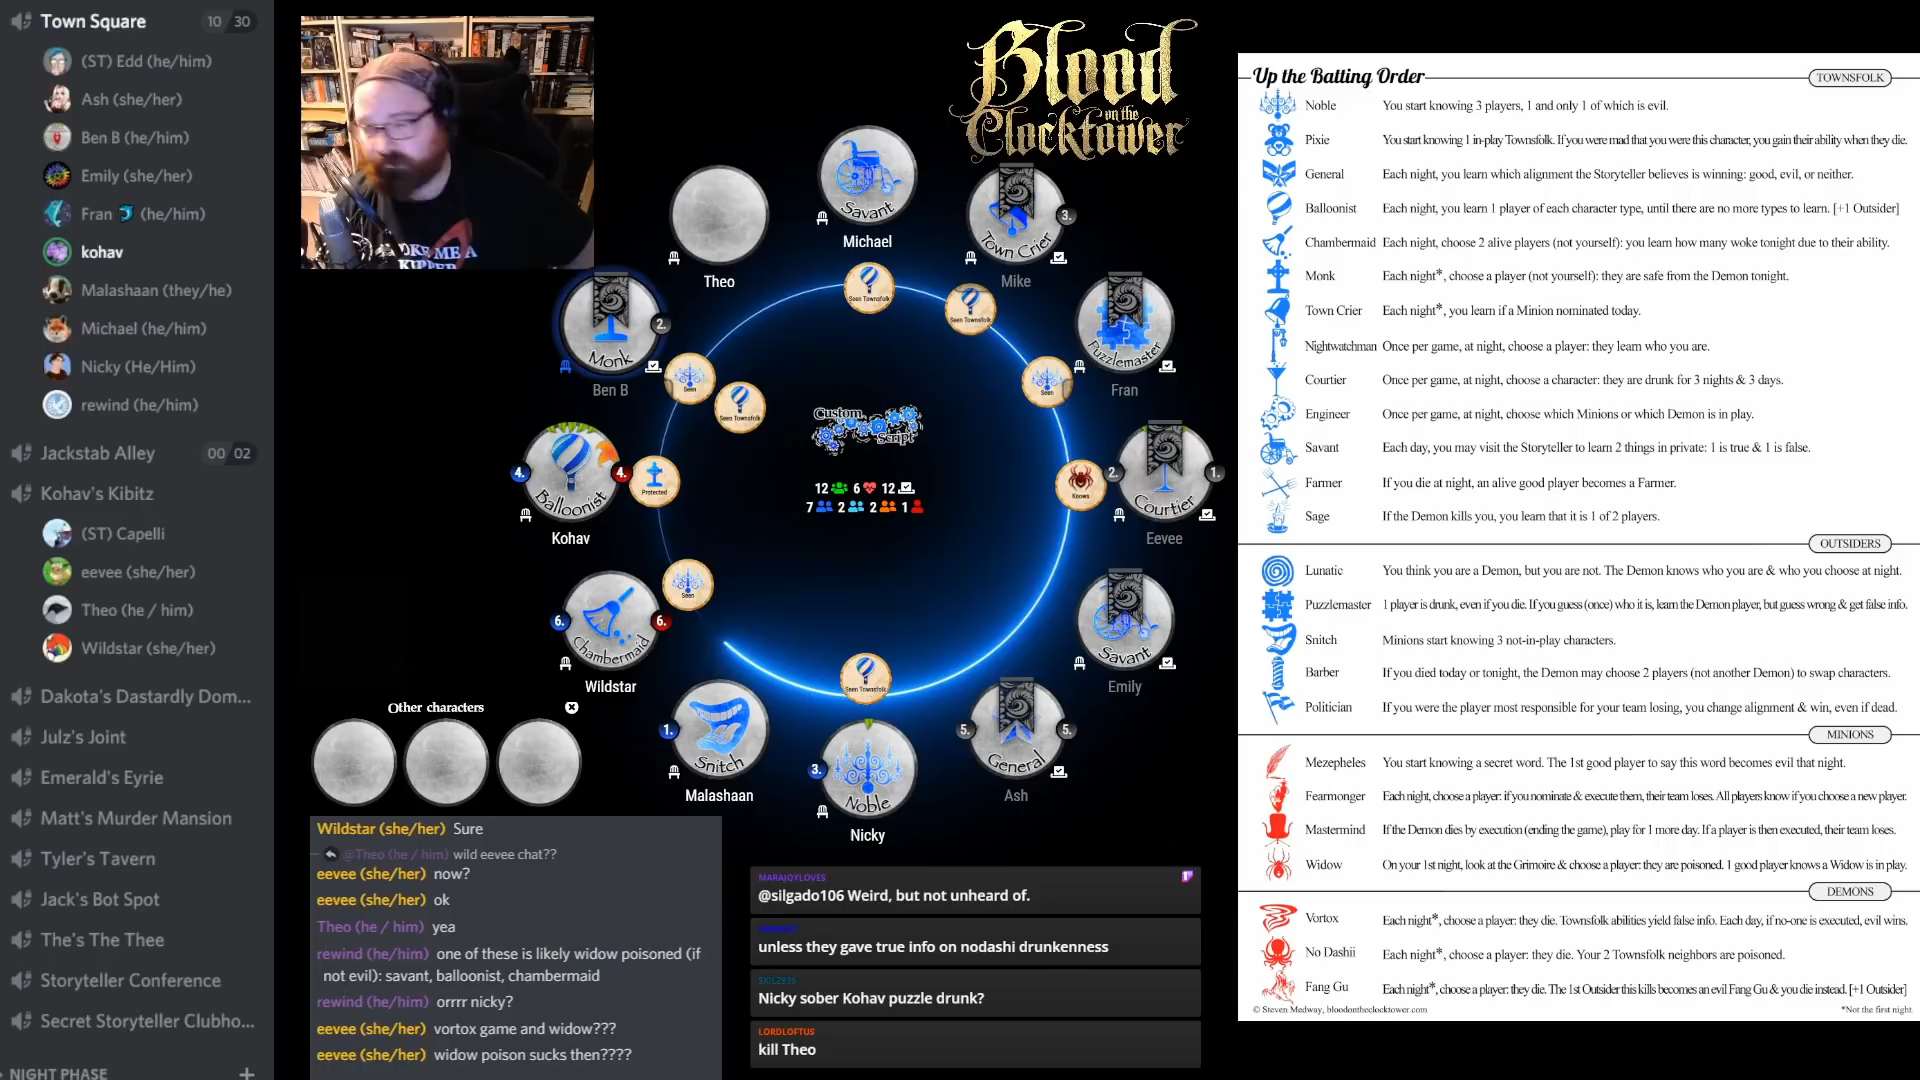 Town Square 10 30
(ST) Edd (he/him)
Ash (she/her)
Ben B (he/him)
Emily (she/her)
Fran (he/him)
kohav
Malashaan (they/he)
Michael (he/him)
Nicky (He/Him)
rewind (he/him)
Jackstab Alley 00 02
Kohav's Kibitz
(ST) Capelli
eevee (she/her)
Theo (he / him)
Wildstar (she/her)
Dakota's Dastardly Dom...
Julz's Joint
Emerald's Eyrie
Matt's Murder Mansion
Tyler's Tavern
Jack's Bot Spot
The's The Thee
Storyteller Conference
Secret Storyteller Clubho...
NIGHT PHASE +
Blood
on the
Clocktower
Savant
Michael
Town Crier
3.
Mike
Theo
Seen Townsfolk
Seen Townsfolk
Monk
2.
Ben B
Puzzlemaster
Fran
Seen
Seen Townsfolk
Seen
Custom
Script
Balloonist
4.
4.
Protected
Kohav
12 6 12
7 2 2 1
Knows
2.
Courtier
1.
Eevee
Chambermaid
6.
6.
Seen
Wildstar
Savant
Emily
Seen Townsfolk
Other characters
Snitch
1.
Malashaan
3.
Noble
Nicky
5.
General
5.
Ash
Wildstar (she/her) Sure
@Theo (he / him) wild eevee chat??
eevee (she/her) now?
eevee (she/her) ok
Theo (he / him) yea
rewind (he/him) one of these is likely widow poisoned (if
not evil): savant, balloonist, chambermaid
rewind (he/him) orrrr nicky?
eevee (she/her) vortox game and widow???
eevee (she/her) widow poison sucks then????
MARAJOYLOVES
@silgado106 Weird, but not unheard of.
unless they gave true info on nodashi drunkenness
Nicky sober Kohav puzzle drunk?
LORDLOFTUS
kill Theo
Up the Batting Order
TOWNSFOLK
Noble You start knowing 3 players, 1 and only 1 of which is evil.
Pixie You start knowing 1 in-play Townsfolk. If you were mad that you were this character, you gain their ability when they die.
General Each night, you learn which alignment the Storyteller believes is winning: good, evil, or neither.
Balloonist Each night, you learn 1 player of each character type, until there are no more types to learn. [+1 Outsider]
Chambermaid Each night, choose 2 alive players (not yourself): you learn how many woke tonight due to their ability.
Monk Each night*, choose a player (not yourself): they are safe from the Demon tonight.
Town Crier Each night*, you learn if a Minion nominated today.
Nightwatchman Once per game, at night, choose a player: they learn who you are.
Courtier Once per game, at night, choose a character: they are drunk for 3 nights & 3 days.
Engineer Once per game, at night, choose which Minions or which Demon is in play.
Savant Each day, you may visit the Storyteller to learn 2 things in private: 1 is true & 1 is false.
Farmer If you die at night, an alive good player becomes a Farmer.
Sage If the Demon kills you, you learn that it is 1 of 2 players.
OUTSIDERS
Lunatic You think you are a Demon, but you are not. The Demon knows who you are & who you choose at night.
Puzzlemaster 1 player is drunk, even if you die. If you guess (once) who it is, learn the Demon player, but guess wrong & get false info.
Snitch Minions start knowing 3 not-in-play characters.
Barber If you died today or tonight, the Demon may choose 2 players (not another Demon) to swap characters.
Politician If you were the player most responsible for your team losing, you change alignment & win, even if dead.
MINIONS
Mezepheles You start knowing a secret word. The 1st good player to say this word becomes evil that night.
Fearmonger Each night, choose a player: if you nominate & execute them, their team loses. All players know if you choose a new player.
Mastermind If the Demon dies by execution (ending the game), play for 1 more day. If a player is then executed, their team loses.
Widow On your 1st night, look at the Grimoire & choose a player: they are poisoned. 1 good player knows a Widow is in play.
DEMONS
Vortox Each night*, choose a player: they die. Townsfolk abilities yield false info. Each day, if no-one is executed, evil wins.
No Dashii Each night*, choose a player: they die. Your 2 Townsfolk neighbors are poisoned.
Fang Gu Each night*, choose a player: they die. The 1st Outsider this kills becomes an evil Fang Gu & you die instead. [+1 Outsider]
© Steven Medway, bloodontheclocktower.com *Not the first night